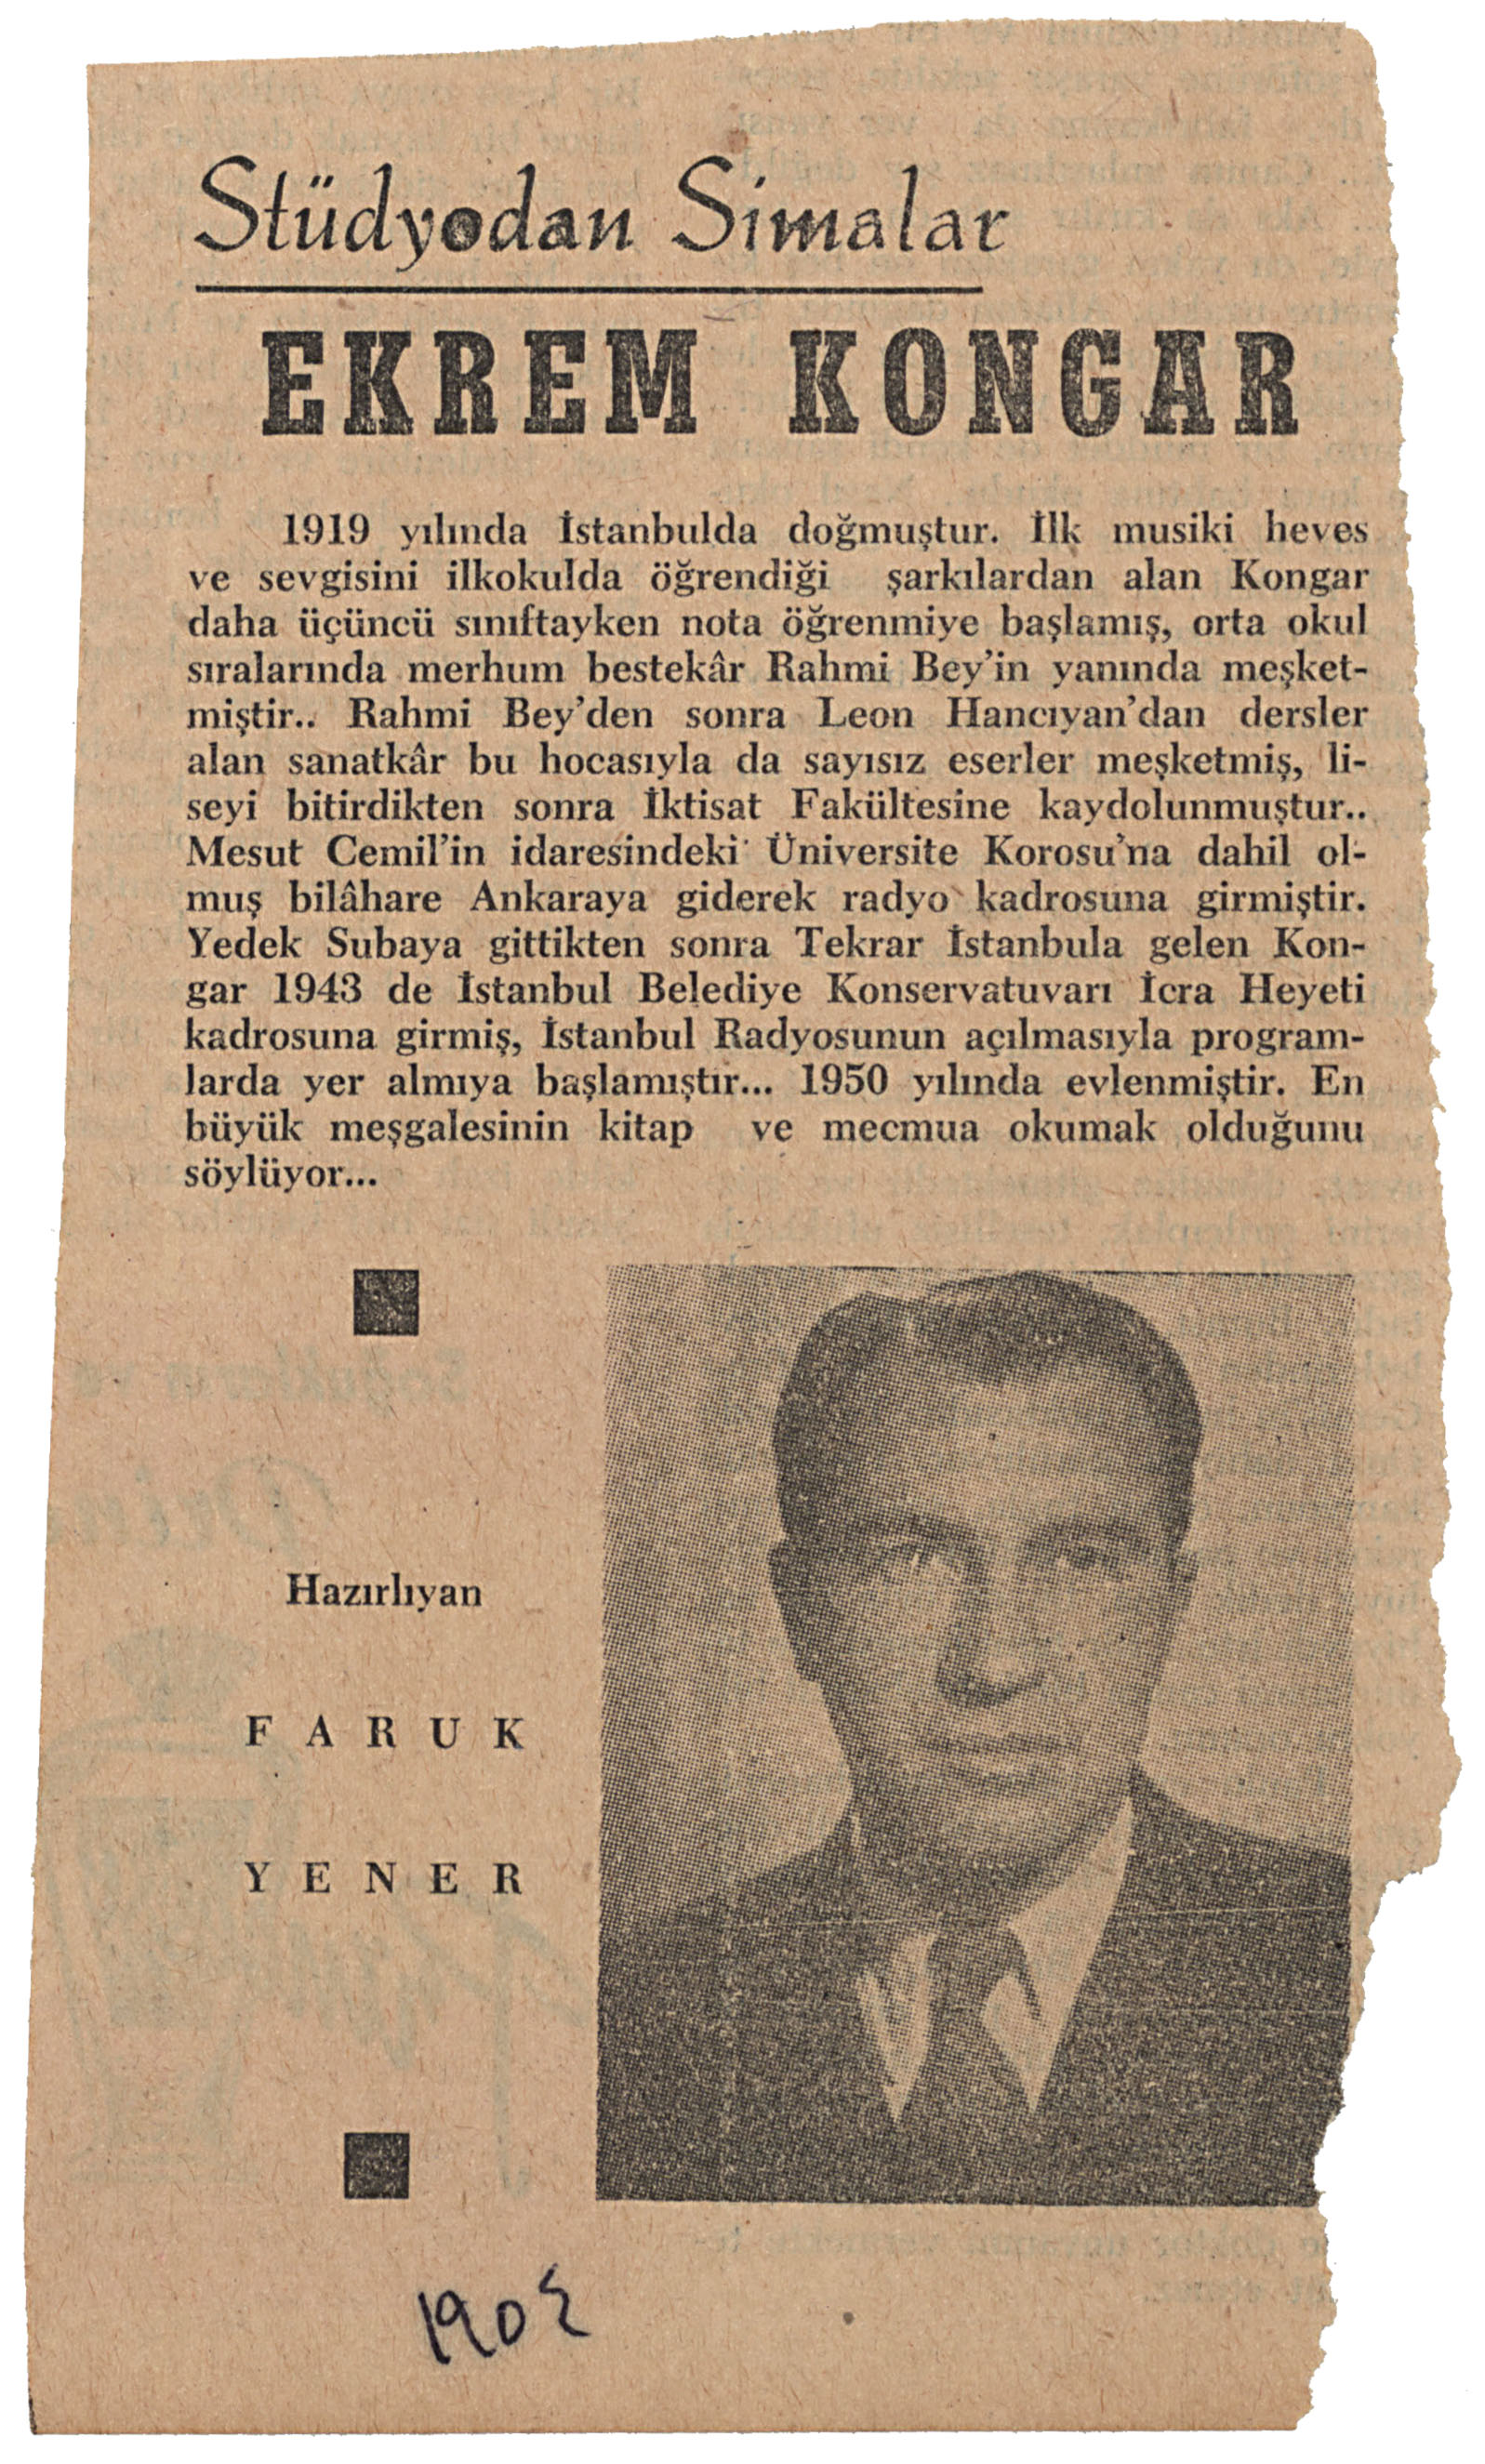 Stüdyodan Simalar
EKREM KONGAR
1919 yılında İstanbulda doğmuştur. İlk musiki heves
ve sevgisini ilkokulda öğrendiği şarkılardan alan Kongar
daha üçüncü sınıftayken nota öğrenmiye başlamış, orta okul
sıralarında merhum bestekâr Rahmi Bey'in yanında meşket-
miştir.. Rahmi Bey'den sonra Leon Hancıyan'dan dersler
alan sanatkâr bu hocasıyla da sayısız eserler meşketmiş, li-
seyi bitirdikten sonra İktisat Fakültesine kaydolunmuştur..
Mesut Cemil'in idaresindeki Üniversite Korosu'na dahil ol-
muş bilâhare Ankaraya giderek radyo kadrosuna girmiştir.
Yedek Subaya gittikten sonra Tekrar İstanbula gelen Kon-
gar 1943 de İstanbul Belediye Konservatuvarı İcra Heyeti
kadrosuna girmiş, İstanbul Radyosunun açılmasıyla program-
larda yer almıya başlamıştır... 1950 yılında evlenmiştir. En
büyük meşgalesinin kitap ve mecmua okumak olduğunu
söylüyor...
Hazırlıyan
FARUK
YENER
١٩٥٤